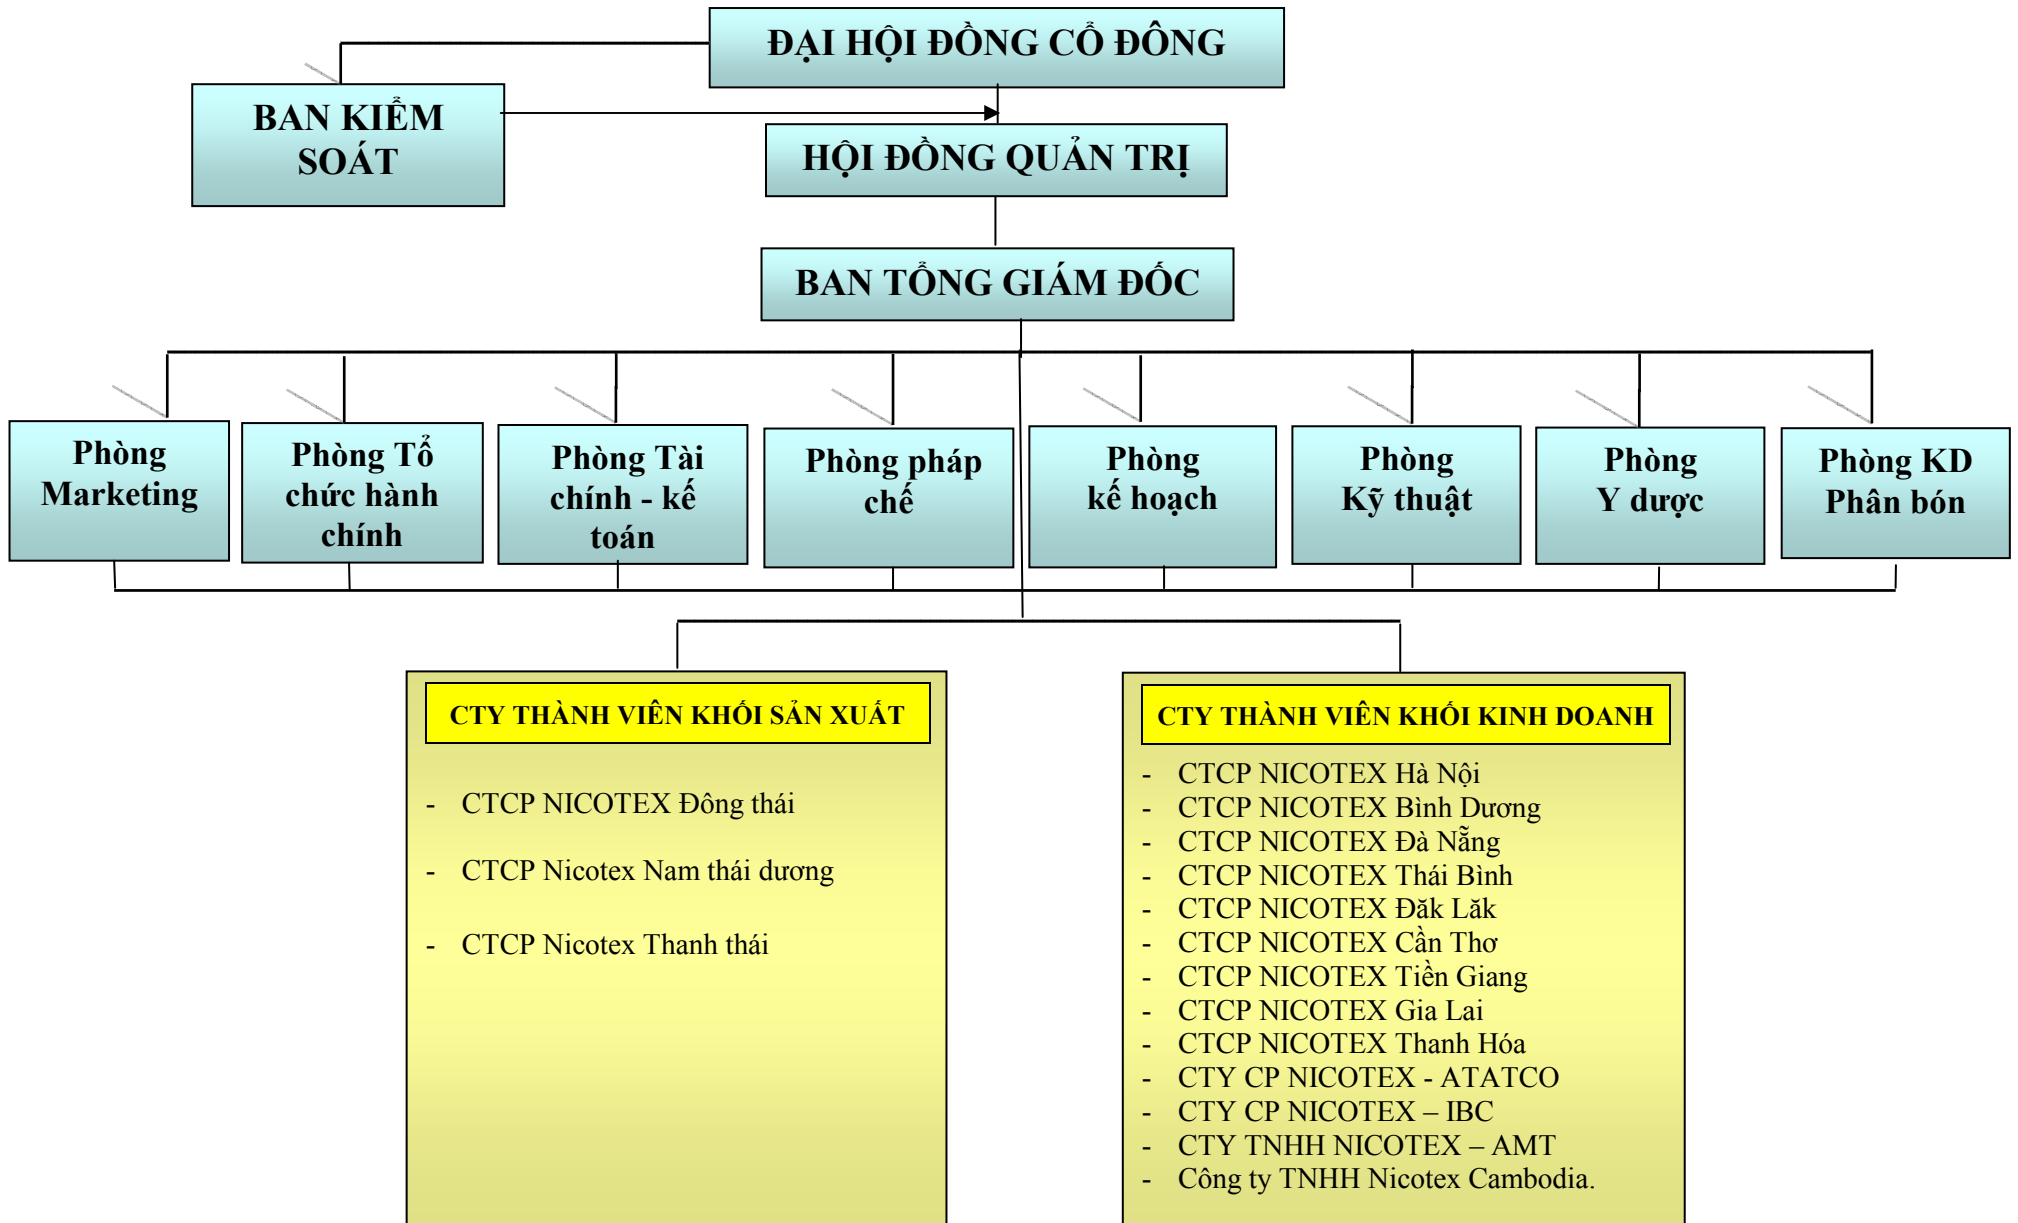 ĐẠI HỘI ĐỒNG CỔ ĐÔNG
BAN KIỂM
SOÁT
HỘI ĐỒNG QUẢN TRỊ
BAN TỔNG GIÁM ĐỐC
Phòng
Marketing
Phòng Tổ
chức hành
chính
Phòng Tài
chính - kế
toán
Phòng pháp
chế
Phòng
kế hoạch
Phòng
Kỹ thuật
Phòng
Y dược
Phòng KD
Phân bón
CTY THÀNH VIÊN KHỐI SẢN XUẤT
- CTCP NICOTEX Đông thái
- CTCP Nicotex Nam thái dương
- CTCP Nicotex Thanh thái
CTY THÀNH VIÊN KHỐI KINH DOANH
- CTCP NICOTEX Hà Nội
- CTCP NICOTEX Bình Dương
- CTCP NICOTEX Đà Nẵng
- CTCP NICOTEX Thái Bình
- CTCP NICOTEX Đăk Lăk
- CTCP NICOTEX Cần Thơ
- CTCP NICOTEX Tiền Giang
- CTCP NICOTEX Gia Lai
- CTCP NICOTEX Thanh Hóa
- CTY CP NICOTEX - ATATCO
- CTY CP NICOTEX – IBC
- CTY TNHH NICOTEX – AMT
- Công ty TNHH Nicotex Cambodia.